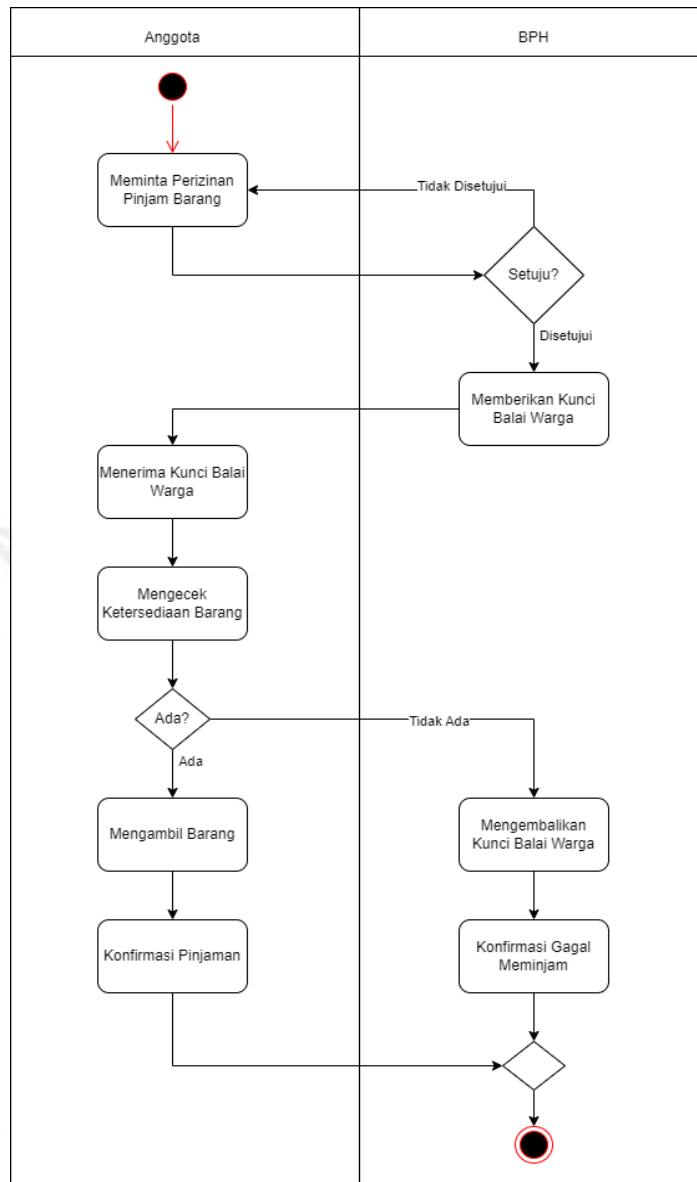 Anggota
BPH
Meminta Perizinan
Pinjam Barang
Tidak Disetujui
Setuju?
Disetujui
Memberikan Kunci
Balai Warga
Menerima Kunci Balai
Warga
Mengecek
Ketersediaan Barang
Ada?
Tidak Ada
Ada
Mengambil Barang
Mengembalikan
Kunci Balai Warga
Konfirmasi Pinjaman
Konfirmasi Gagal
Meminjam